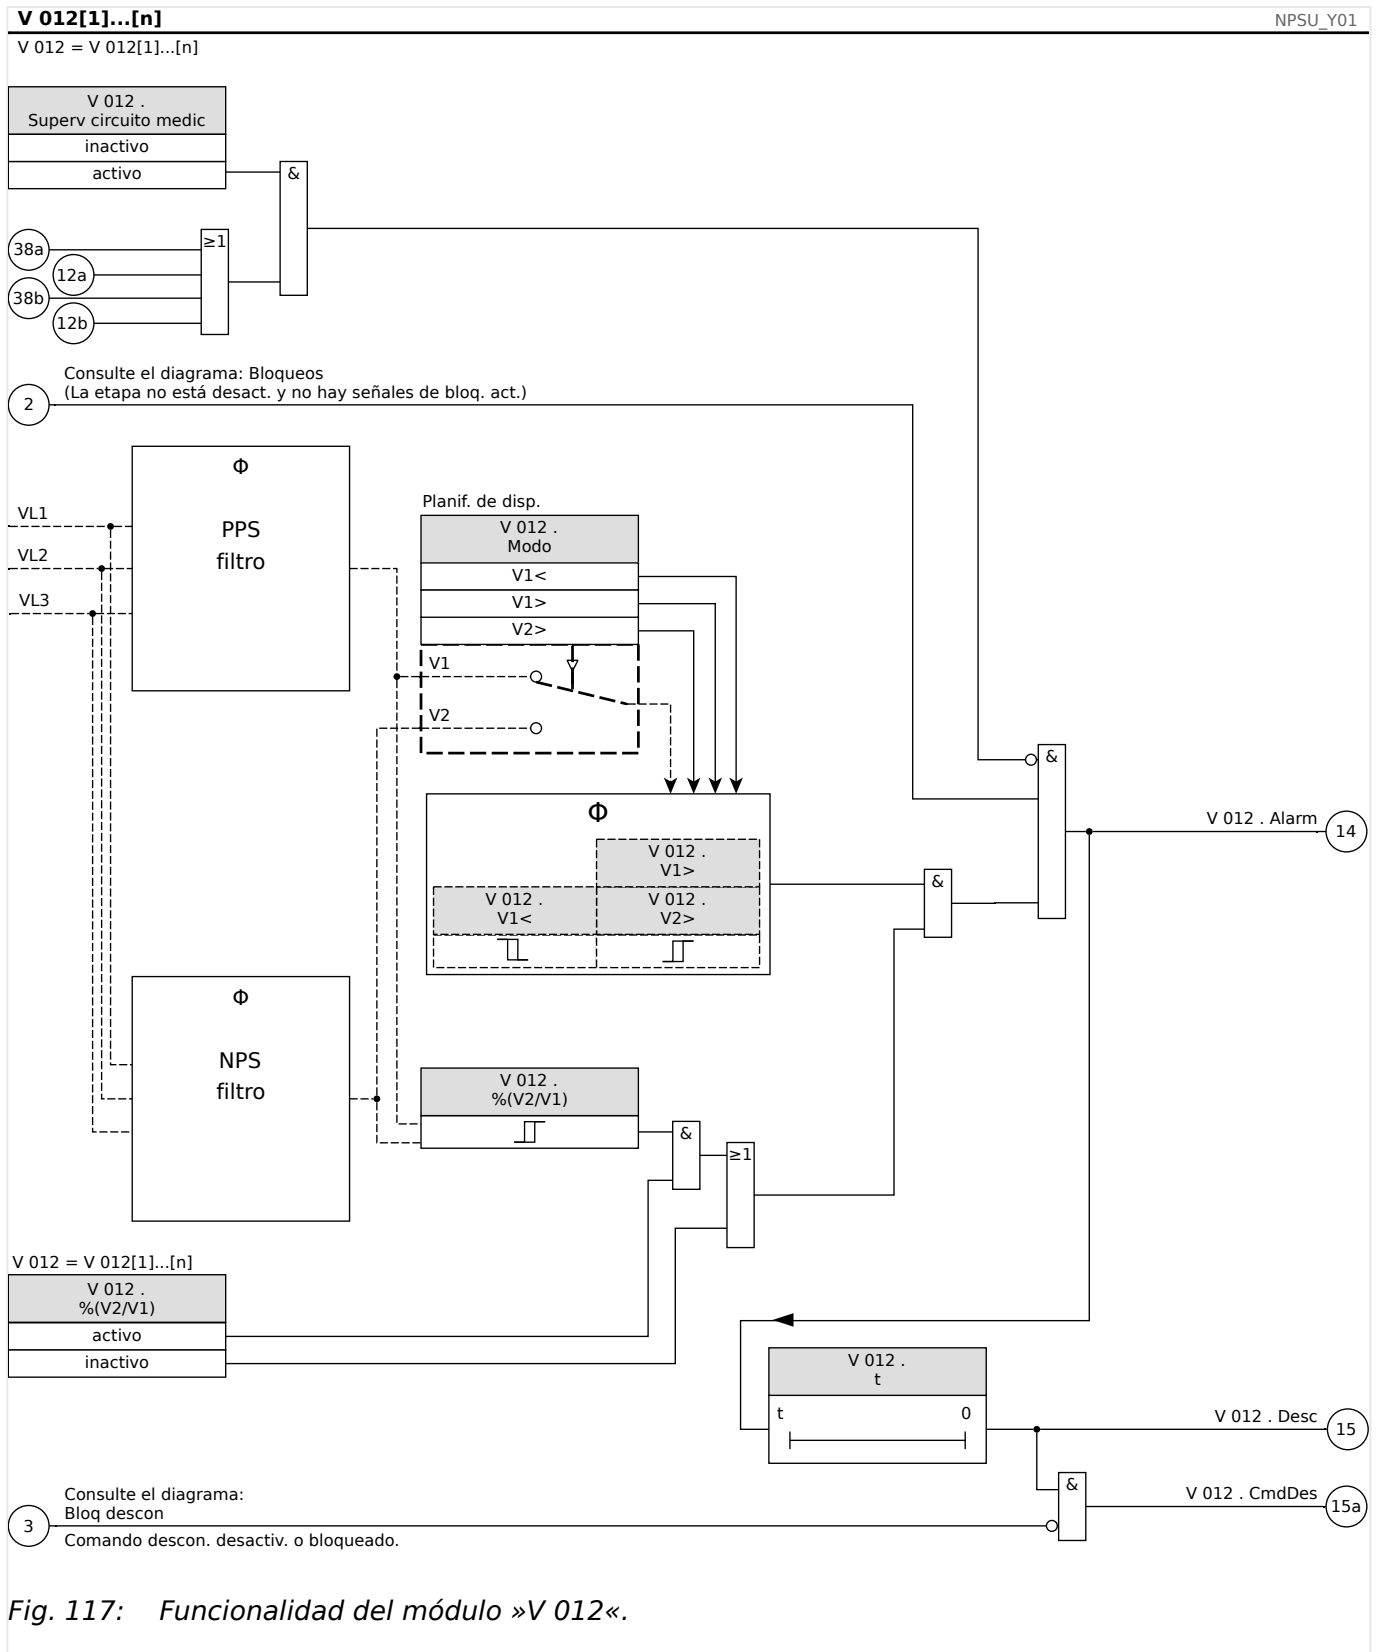 V 012[1]...[n]
NPSU_Y01
V 012 = V 012[1]...[n]
V 012 .
Superv circuito medic
inactivo
activo
&
≥1
38a
12a
38b
12b
Consulte el diagrama: Bloqueos
(La etapa no está desact. y no hay señales de bloq. act.)
2
Φ
PPS
filtro
VL1
VL2
VL3
Planif. de disp.
V 012 .
Modo
V1<
V1>
V2>
V1
V2
&
V 012 . Alarm
14
Φ
V 012 .
V1>
V 012 .
V1<
V 012 .
V2>
&
Φ
NPS
filtro
V 012 .
%(V2/V1)
&
≥1
V 012 = V 012[1]...[n]
V 012 .
%(V2/V1)
activo
inactivo
V 012 .
t
t 0
V 012 . Desc
15
&
V 012 . CmdDes
15a
Consulte el diagrama:
Bloq descon
3
Comando descon. desactiv. o bloqueado.
Fig. 117: Funcionalidad del módulo »V 012«.